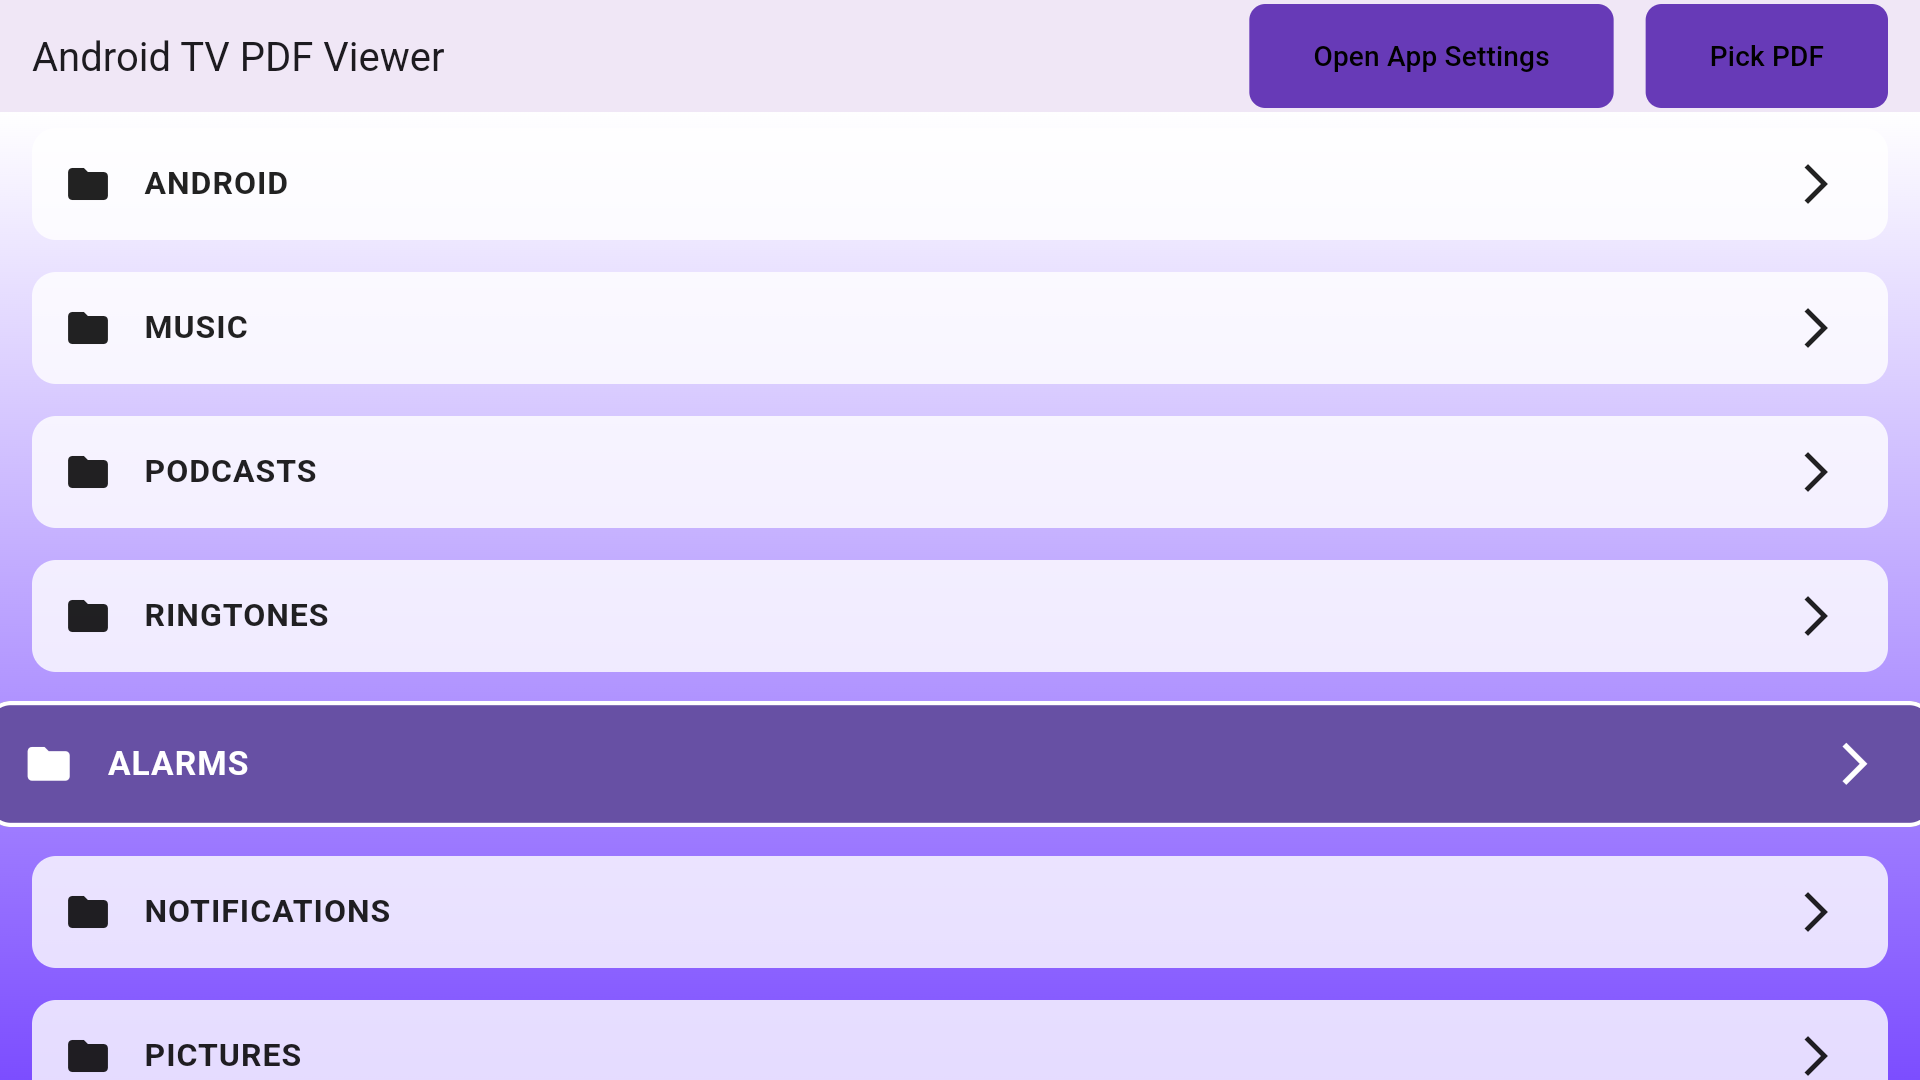 Android TV PDF Viewer
Open App Settings
Pick PDF
ANDROID
MUSIC
PODCASTS
RINGTONES
ALARMS
NOTIFICATIONS
PICTURES